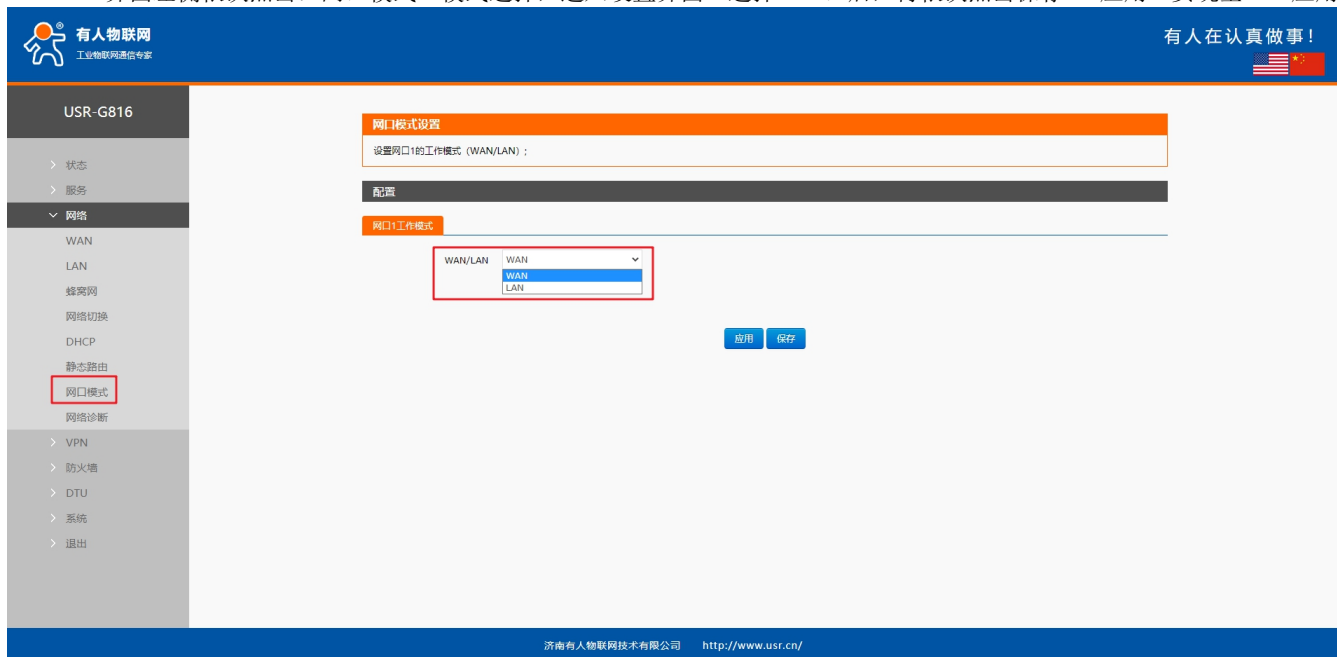 有人物联网
工业物联网通信专家
有人在认真做事！
USR-G816
状态
服务
网络
WAN
LAN
蜂窝网
网络切换
DHCP
静态路由
网口模式
网络诊断
VPN
防火墙
DTU
系统
退出
网口模式设置
设置网口1的工作模式（WAN/LAN）;
配置
网口1工作模式
WAN/LAN WAN
WAN
LAN
应用 保存
济南有人物联网技术有限公司 http://www.usr.cn/